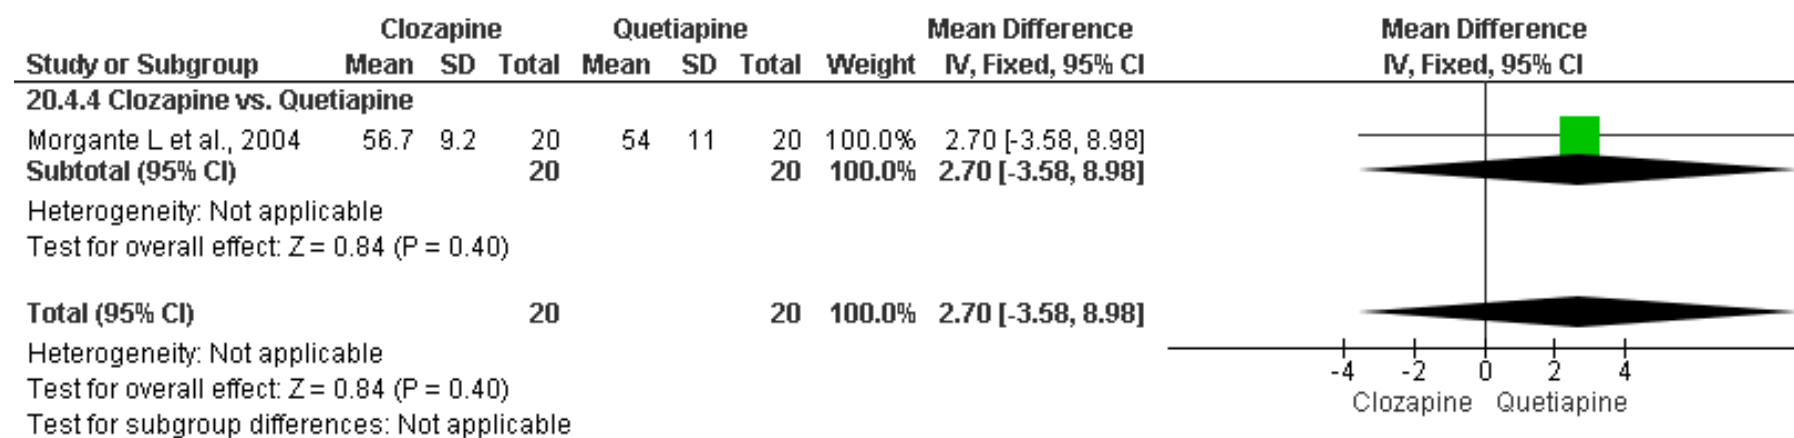 Clozapine Quetiapine Mean Difference Mean Difference
Study or Subgroup Mean SD Total Mean SD Total Weight IV, Fixed, 95% CI IV, Fixed, 95% CI
20.4.4 Clozapine vs. Quetiapine
Morgante L et al., 2004 56.7 9.2 20 54 11 20 100.0% 2.70 [-3.58, 8.98]
Subtotal (95% CI) 20 20 100.0% 2.70 [-3.58, 8.98]
Heterogeneity: Not applicable
Test for overall effect: Z = 0.84 (P = 0.40)
Total (95% CI) 20 20 100.0% 2.70 [-3.58, 8.98]
Heterogeneity: Not applicable
Test for overall effect: Z = 0.84 (P = 0.40)
Test for subgroup differences: Not applicable
-4 -2 0 2 4
Clozapine Quetiapine